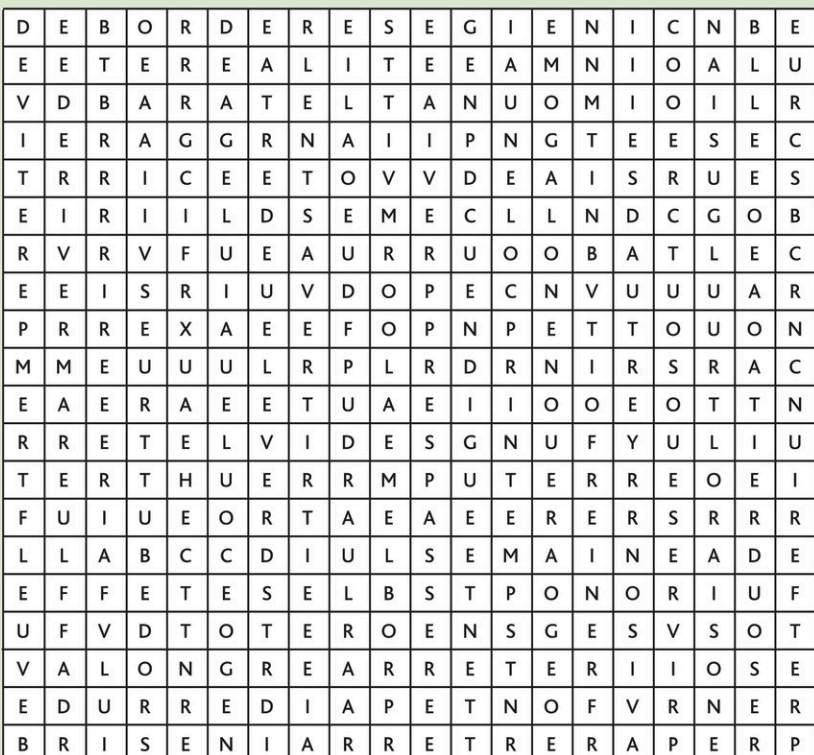 D E B O R D E R E S E G I E N I C N B E
E E T E R E A L I T E E A M N I O A L U
V D B A R A T E L T A N U O M I O I L R
I E R A G G R N A I I P N G T E E S E C
T R R I C E E T O V V D E A I S R U E S
E I R I I L D S E M E C L L N D C G O B
R V R V F U E A U R R U O O B A T L E C
E E I S R I U V D O P E C N V U U U A R
P R R E X A E E F O P N P E T T O U O N
M M E U U U L R P L R D R N I R S R A C
E A E R A E E T U A E I I O O E O T T N
R R E T E L V I D E S G N U F Y U L I U
T E R T H U E R R M P U T E R R E O E I
F U I U E O R T A E A E E R E R S R R R
L L A B C C D I U L S E M A I N E A D E
E F F E T E S E L B S T P O N O R I U F
U F V D T O T E R O E N S G E S V S O T
V A L O N G R E A R R E T E R I I O S E
E D U R R E D I A P E T N O F V R N E R
B R I S E N I A R R E T R E R A P E R P